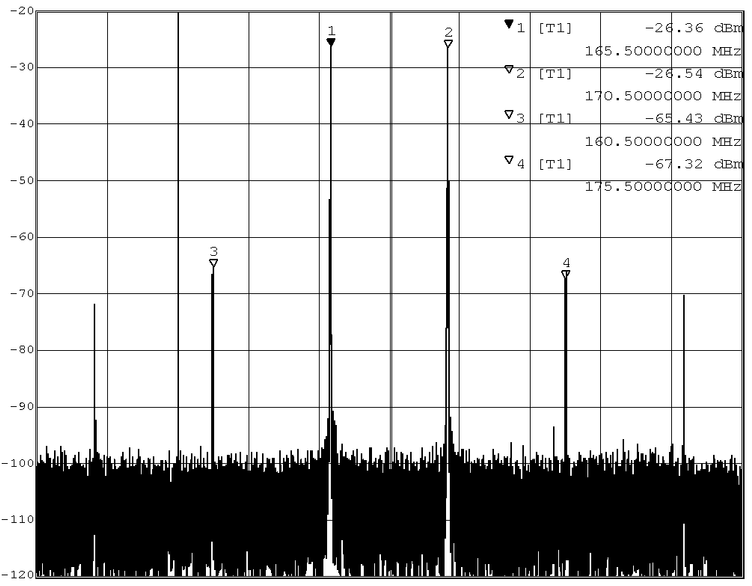 -20
-30
-40
-50
-60
-70
-80
-90
-100
-110
-120
1 [T1] -26.36 dBm
165.50000000 MHz
2 [T1] -26.54 dBm
170.50000000 MHz
3 [T1] -65.43 dBm
160.50000000 MHz
4 [T1] -67.32 dBm
175.50000000 MHz
1
2
3
4